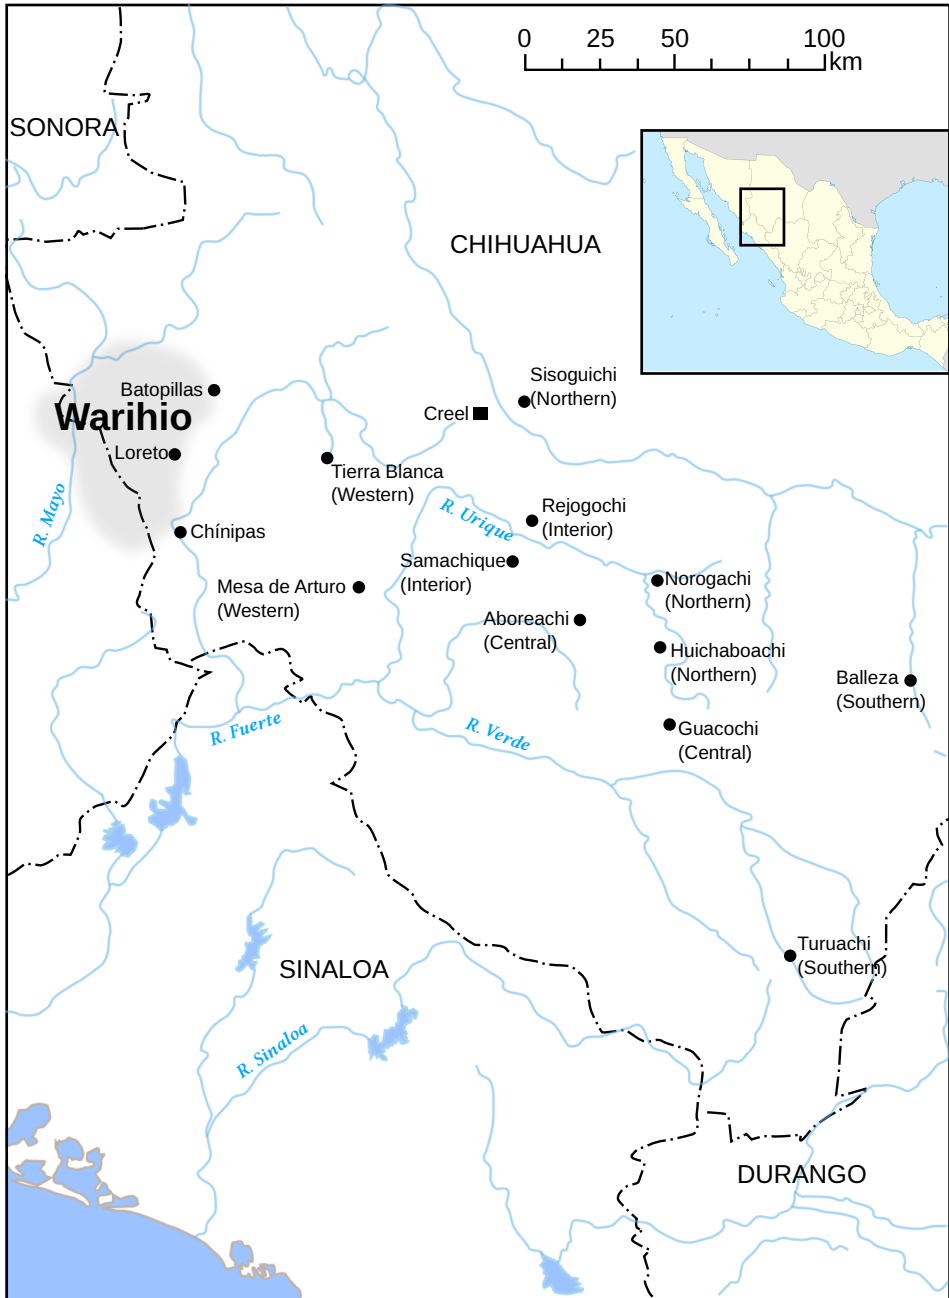 0 25 50 100
km
SONORA
CHIHUAHUA
Sisoguichi
(Northern)
Batopillas
Creel
Warihio
Loreto
Tierra Blanca
(Western)
R. Mayo
R. Urique
Rejogochi
(Interior)
Chínipas
Samachique
(Interior)
Mesa de Arturo
(Western)
Norogachi
(Northern)
Aboreachi
(Central)
Huichaboachi
(Northern)
Balleza
(Southern)
R. Fuerte
R. Verde
Guacochi
(Central)
Turuachi
(Southern)
SINALOA
R. Sinaloa
DURANGO